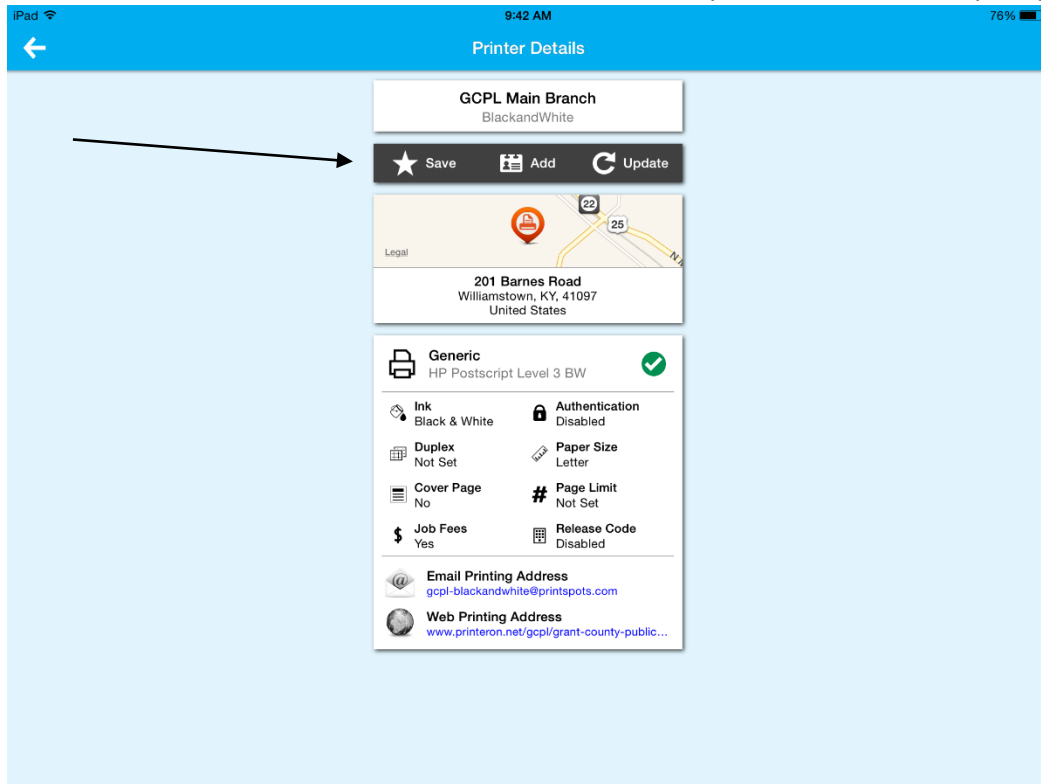 iPad 9:42 AM 76%
Printer Details
GCPL Main Branch
BlackandWhite
Save Add Update
22
25
Legal
201 Barnes Road
Williamstown, KY, 41097
United States
Generic
HP Postscript Level 3 BW
Ink Authentication
Black & White Disabled
Duplex Paper Size
Not Set Letter
Cover Page # Page Limit
No Not Set
$ Job Fees Release Code
Yes Disabled
@ Email Printing Address
gcpl-blackandwhite@printspots.com
Web Printing Address
www.printeron.net/gcpl/grant-county-public...